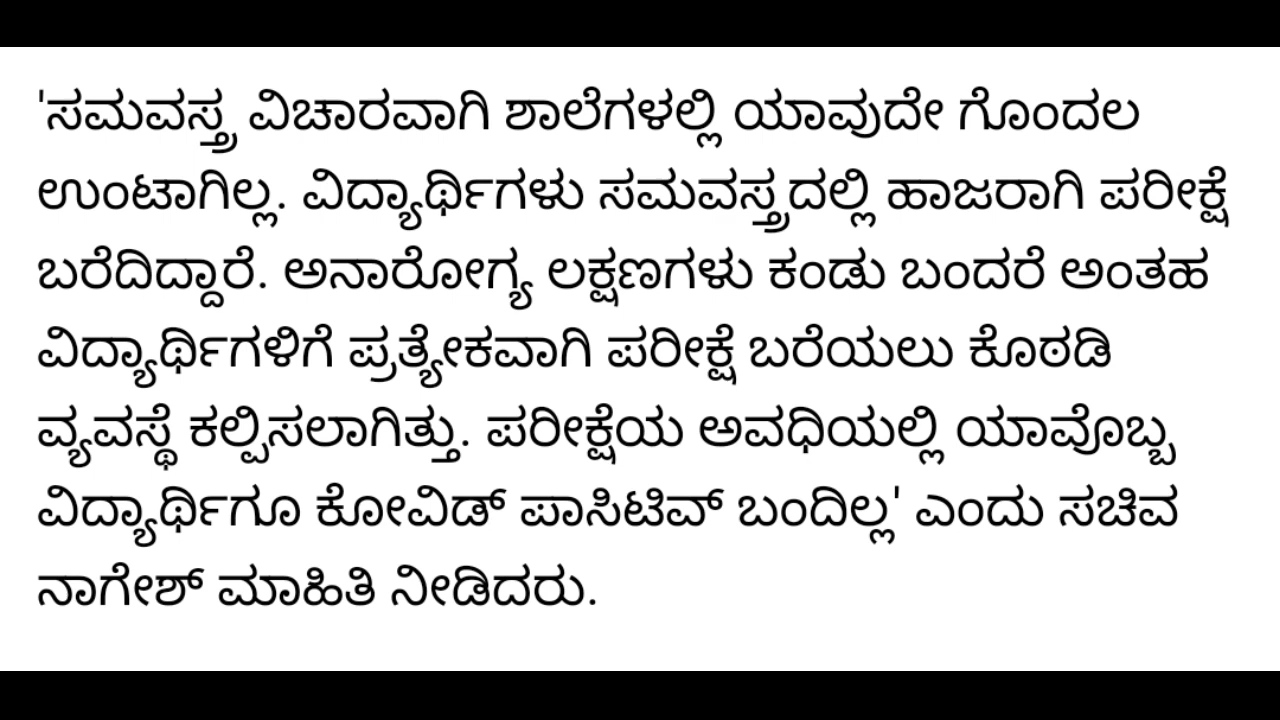 'ಸಮವಸ್ತ್ರ ವಿಚಾರವಾಗಿ ಶಾಲೆಗಳಲ್ಲಿ ಯಾವುದೇ ಗೊಂದಲ
ಉಂಟಾಗಿಲ್ಲ. ವಿದ್ಯಾರ್ಥಿಗಳು ಸಮವಸ್ತ್ರದಲ್ಲಿ ಹಾಜರಾಗಿ ಪರೀಕ್ಷೆ
ಬರೆದಿದ್ದಾರೆ. ಅನಾರೋಗ್ಯ ಲಕ್ಷಣಗಳು ಕಂಡು ಬಂದರೆ ಅಂತಹ
ವಿದ್ಯಾರ್ಥಿಗಳಿಗೆ ಪ್ರತ್ಯೇಕವಾಗಿ ಪರೀಕ್ಷೆ ಬರೆಯಲು ಕೊಠಡಿ
ವ್ಯವಸ್ಥೆ ಕಲ್ಪಿಸಲಾಗಿತ್ತು. ಪರೀಕ್ಷೆಯ ಅವಧಿಯಲ್ಲಿ ಯಾವೊಬ್ಬ
ವಿದ್ಯಾರ್ಥಿಗೂ ಕೋವಿಡ್ ಪಾಸಿಟಿವ್ ಬಂದಿಲ್ಲ' ಎಂದು ಸಚಿವ
ನಾಗೇಶ್ ಮಾಹಿತಿ ನೀಡಿದರು.